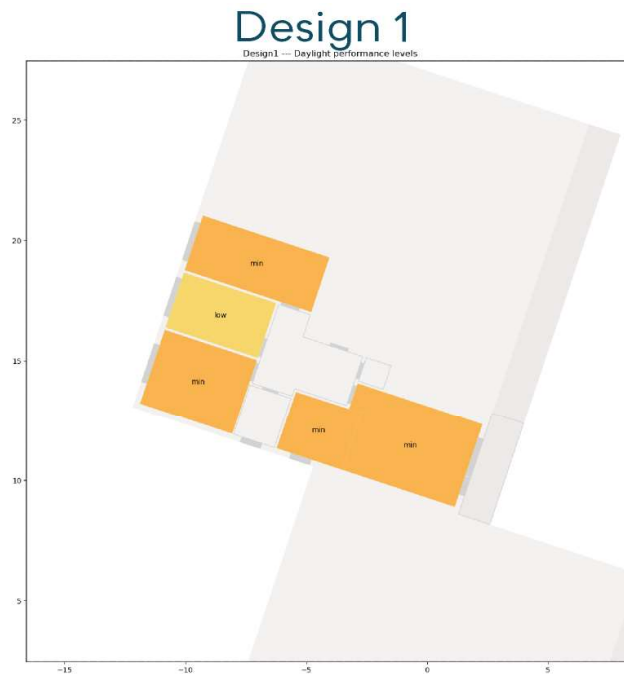 Design 1
Design1 --- Daylight performance levels
25
20
15
10
5
min
low
min
min
min
-15
-10
-5
0
5